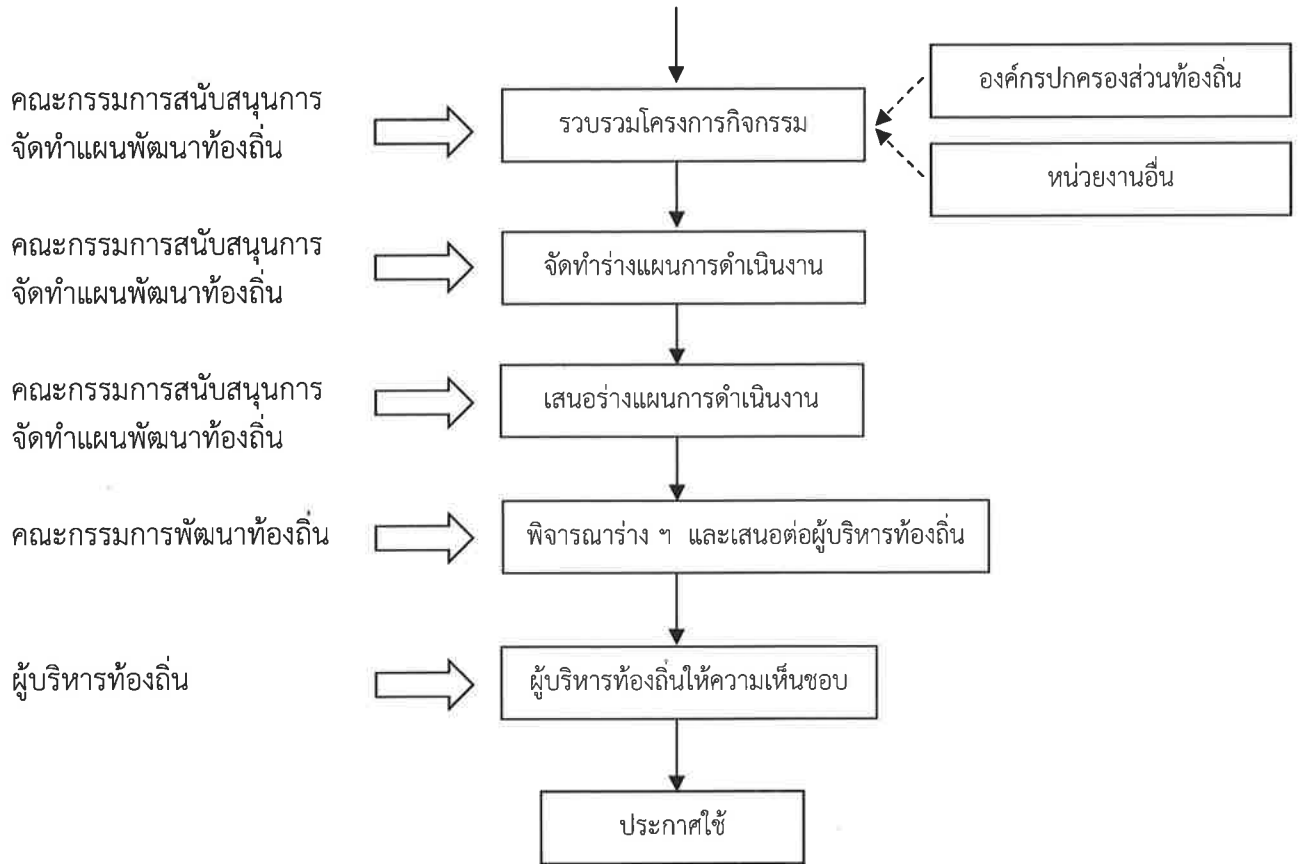 คณะกรรมการสนับสนุนการ
จัดทำแผนพัฒนาท้องถิ่น
รวบรวมโครงการกิจกรรม
องค์กรปกครองส่วนท้องถิ่น
หน่วยงานอื่น
คณะกรรมการสนับสนุนการ
จัดทำแผนพัฒนาท้องถิ่น
จัดทำร่างแผนการดำเนินงาน
คณะกรรมการสนับสนุนการ
จัดทำแผนพัฒนาท้องถิ่น
เสนอร่างแผนการดำเนินงาน
คณะกรรมการพัฒนาท้องถิ่น
พิจารณาร่าง ฯ และเสนอต่อผู้บริหารท้องถิ่น
ผู้บริหารท้องถิ่น
ผู้บริหารท้องถิ่นให้ความเห็นชอบ
ประกาศใช้